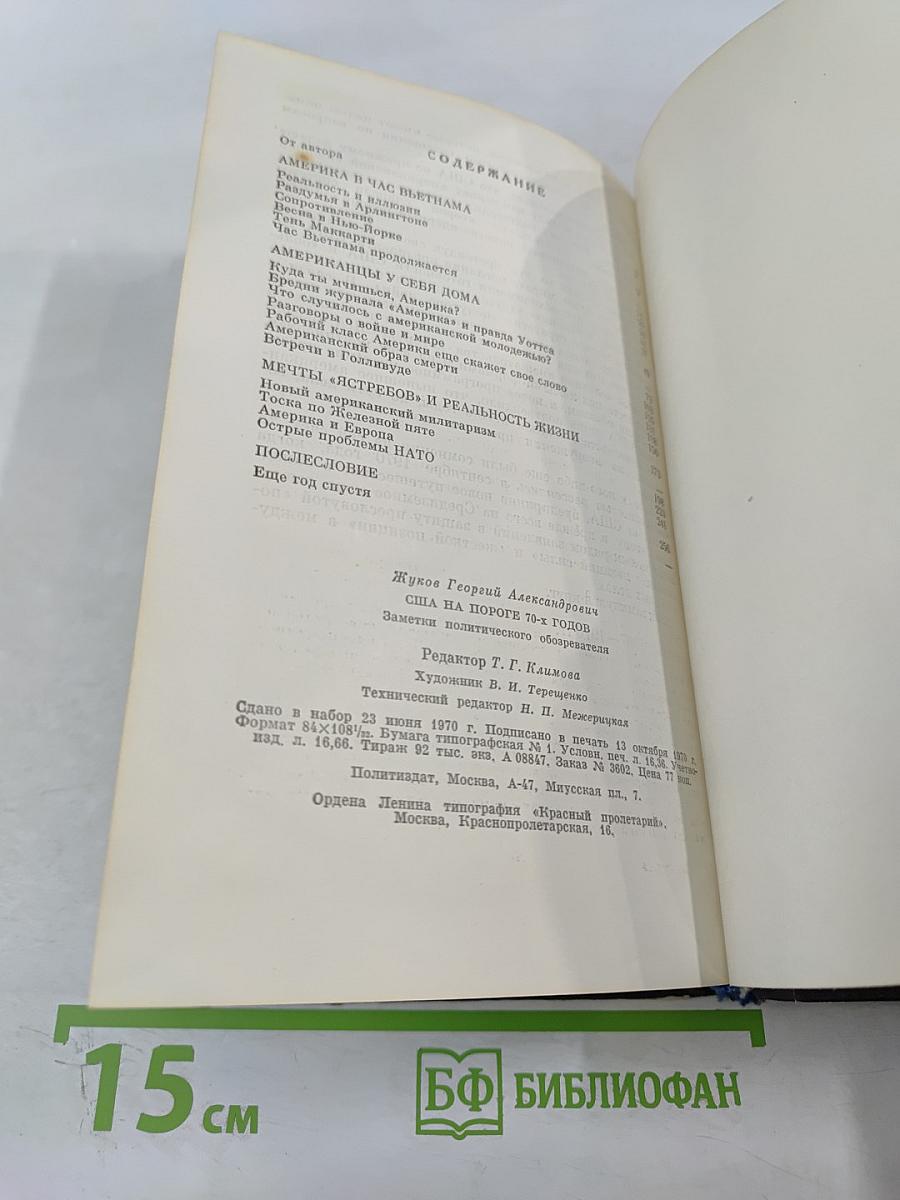 СОДЕРЖАНИЕ
От автора
АМЕРИКА В ЧАС ВЬЕТНАМА
Реальность и иллюзии
Раздумья в Арлингтоне
Сопротивление
Весна в Нью-Йорке
Тень Маккарти
Час Вьетнама продолжается
АМЕРИКАНЦЫ У СЕБЯ ДОМА
Куда ты мчишься, Америка?
Бредни журнала «Америка» и правда Уоттса
Что случилось с американской молодежью?
Разговоры о войне и мире
Рабочий класс Америки еще скажет свое слово
Американский образ смерти
Встречи в Голливуде
МЕЧТЫ «ЯСТРЕБОВ» И РЕАЛЬНОСТЬ ЖИЗНИ
Новый американский милитаризм
Тоска по Железной пяте
Америка и Европа
Острые проблемы НАТО
ПОСЛЕСЛОВИЕ
Еще год спустя
Жуков Георгий Александрович
США НА ПОРОГЕ 70-х ГОДОВ
Заметки политического обозревателя
Редактор Т. Г. Климова
Художник В. И. Терещенко
Технический редактор Н. П. Межерицкая
Сдано в набор 23 июня 1970 г. Подписано в печать 13 октября 1970 г.
Формат 84×108¹/₃₂. Бумага типографская № 1. Условн. печ. л. 16,36. Учетно-
изд. л. 16,66. Тираж 92 тыс. экз. А 08847. Заказ № 3602. Цена 77 коп.
Политиздат, Москва, А-47, Миусская пл., 7.
Ордена Ленина типография «Красный пролетарий».
Москва, Краснопролетарская, 16.
15 см
БФ БИБЛИОФАН